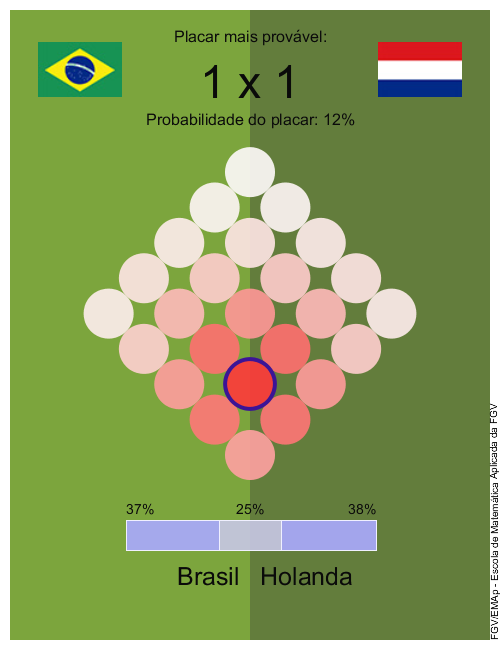 Placar mais provável:
1 x 1
Probabilidade do placar: 12%
37% 25% 38%
Brasil Holanda
FGV/EMAp - Escola de Matemática Aplicada da FGV